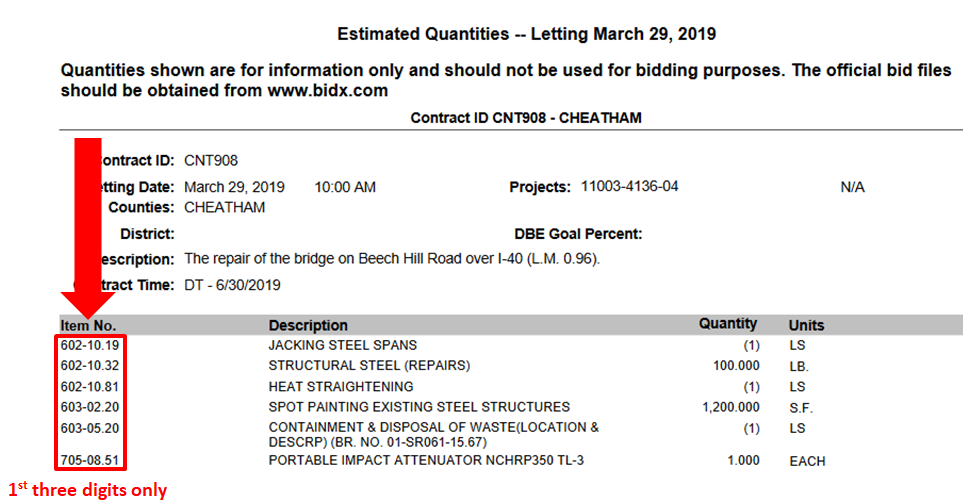 Estimated Quantities -- Letting March 29, 2019
Quantities shown are for information only and should not be used for bidding purposes. The official bid files
should be obtained from www.bidx.com
Contract ID CNT908 - CHEATHAM
ontract ID: CNT908
etting Date: March 29, 2019 10:00 AM Projects: 11003-4136-04 N/A
Counties: CHEATHAM
District: DBE Goal Percent:
escription: The repair of the bridge on Beech Hill Road over I-40 (L.M. 0.96).
ntract Time: DT - 6/30/2019
Item No. Description Quantity Units
602-10.19 JACKING STEEL SPANS (1) LS
602-10.32 STRUCTURAL STEEL (REPAIRS) 100.000 LB.
602-10.81 HEAT STRAIGHTENING (1) LS
603-02.20 SPOT PAINTING EXISTING STEEL STRUCTURES 1,200.000 S.F.
603-05.20 CONTAINMENT & DISPOSAL OF WASTE(LOCATION & (1) LS
DESCRP) (BR. NO. 01-SR061-15.67)
705-08.51 PORTABLE IMPACT ATTENUATOR NCHRP350 TL-3 1.000 EACH
1st three digits only